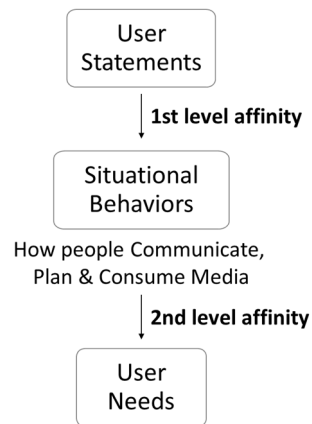 User
Statements
1st level affinity
Situational
Behaviors
How people Communicate,
Plan & Consume Media
2nd level affinity
User
Needs